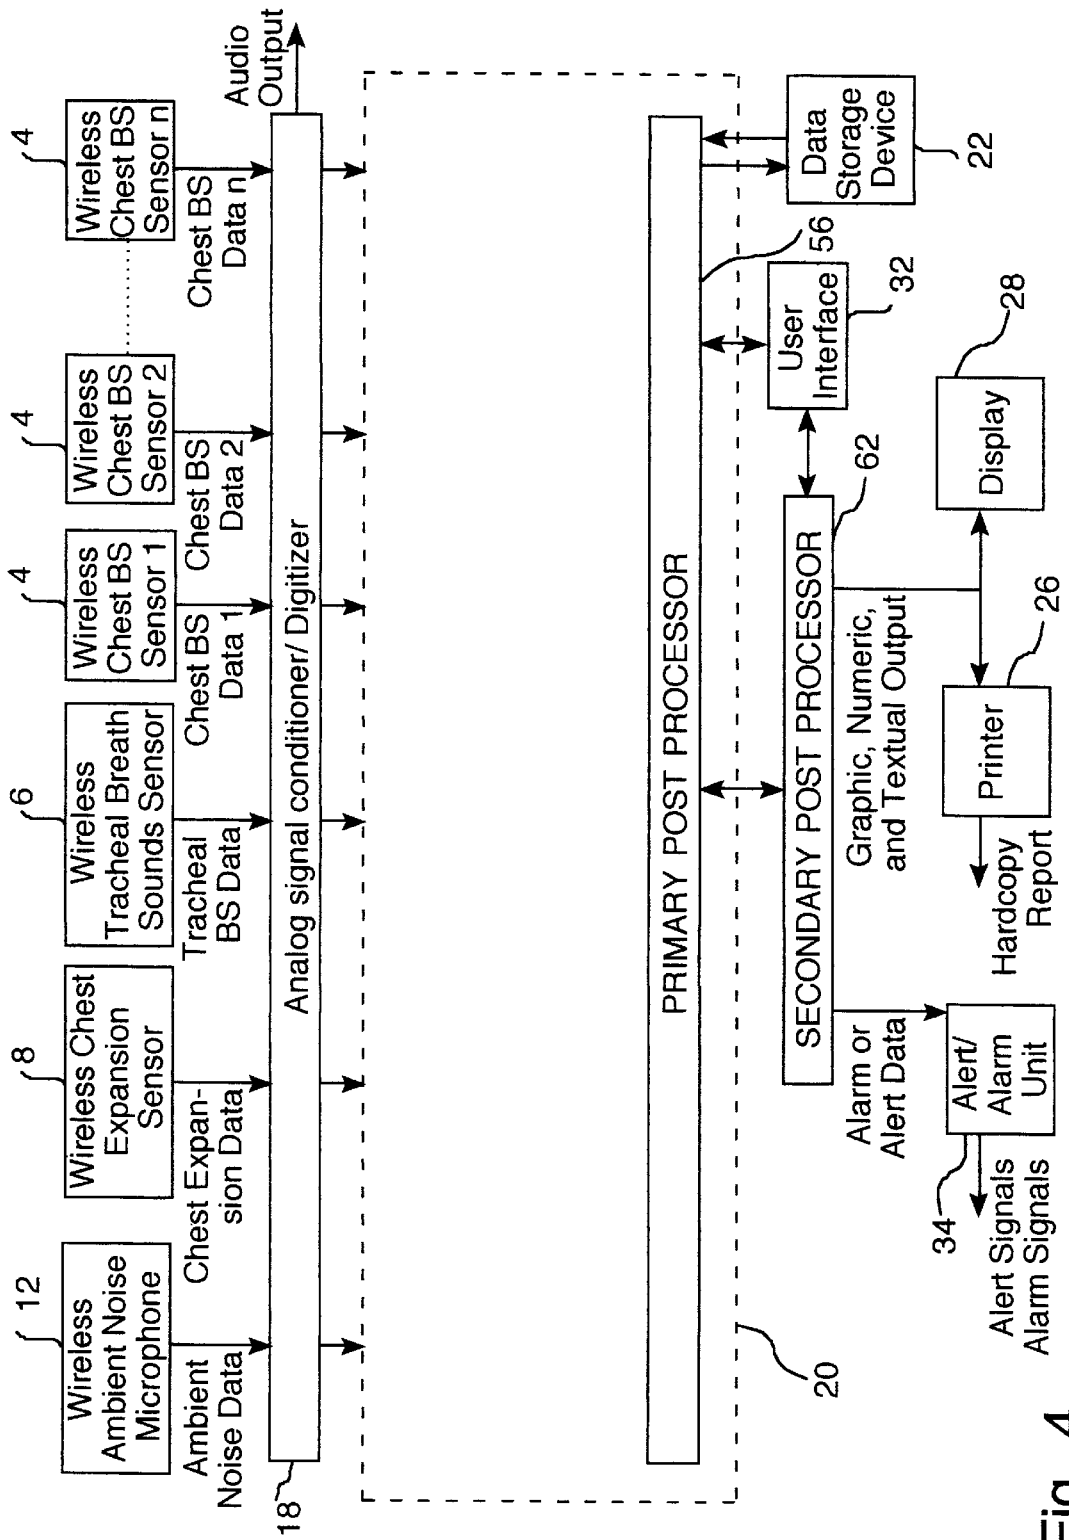 12
8
6
4
4
4
Wireless
Ambient Noise
Microphone
Wireless Chest
Expansion
Sensor
Wireless
Tracheal Breath
Sounds Sensor
Wireless
Chest BS
Sensor 1
Wireless
Chest BS
Sensor 2
Wireless
Chest BS
Sensor n
Ambient
Noise Data
Chest Expan-
sion Data
Tracheal
BS Data
Chest BS
Data 1
Chest BS
Data 2
Chest BS
Data n
Audio
Output
18
Analog signal conditioner/ Digitizer
PRIMARY POST PROCESSOR
20
56
SECONDARY POST PROCESSOR
62
User
Interface
32
Data
Storage
Device
22
Alarm or
Alert Data
Graphic, Numeric,
and Textual Output
34
Alert/
Alarm
Unit
Alert Signals
Alarm Signals
Printer
26
Hardcopy
Report
Display
28
Fig. 4